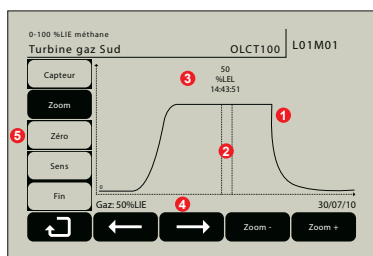 0-100 %LIE méthane
Turbine gaz Sud
OLCT100
L01M01
Capteur
Zoom
Zéro
Sens
Fin
50
%LEL
14:43:51
3
1
2
5
4
0
Gaz: 50%LIE
30/07/10
Zoom -
Zoom +